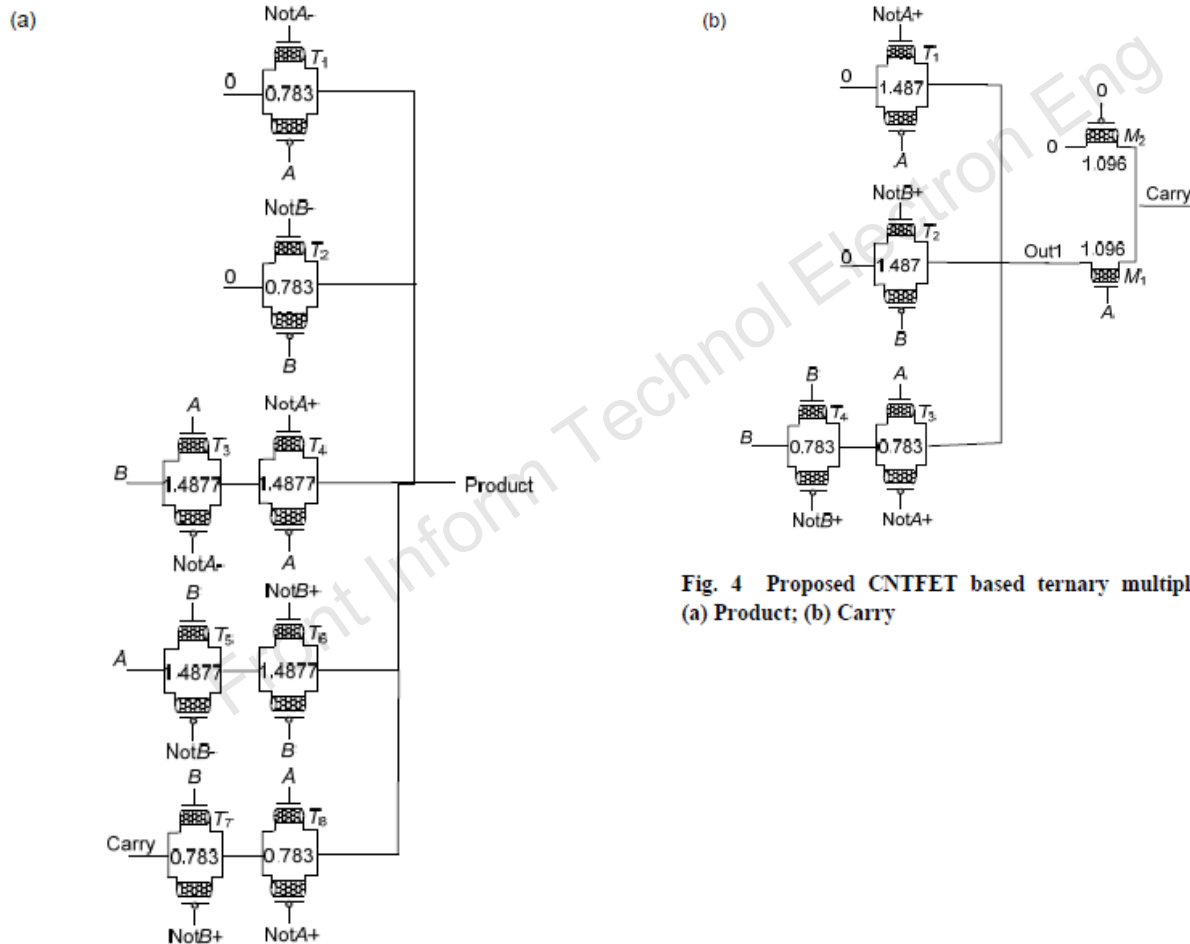 (a)
NotA-
T1
0
0.783
A
NotB-
T2
0
0.783
B
A
NotA+
T3
T4
B
1.4877
1.4877
Product
NotA-
A
B
NotB+
T5
T6
A
1.4877
1.4877
NotB-
B
B
A
T7
T8
Carry
0.783
0.783
NotB+
NotA+
(b)
NotA+
T1
0
1.487
A
0
M2
0
1.096
Carry
NotB+
T2
0
1.487
Out1
1.096
M1
A
B
B
A
T4
T3
B
0.783
0.783
NotB+
NotA+
Fig. 4 Proposed CNTFET based ternary multipl
(a) Product; (b) Carry
Front Inform Technol Electron Eng